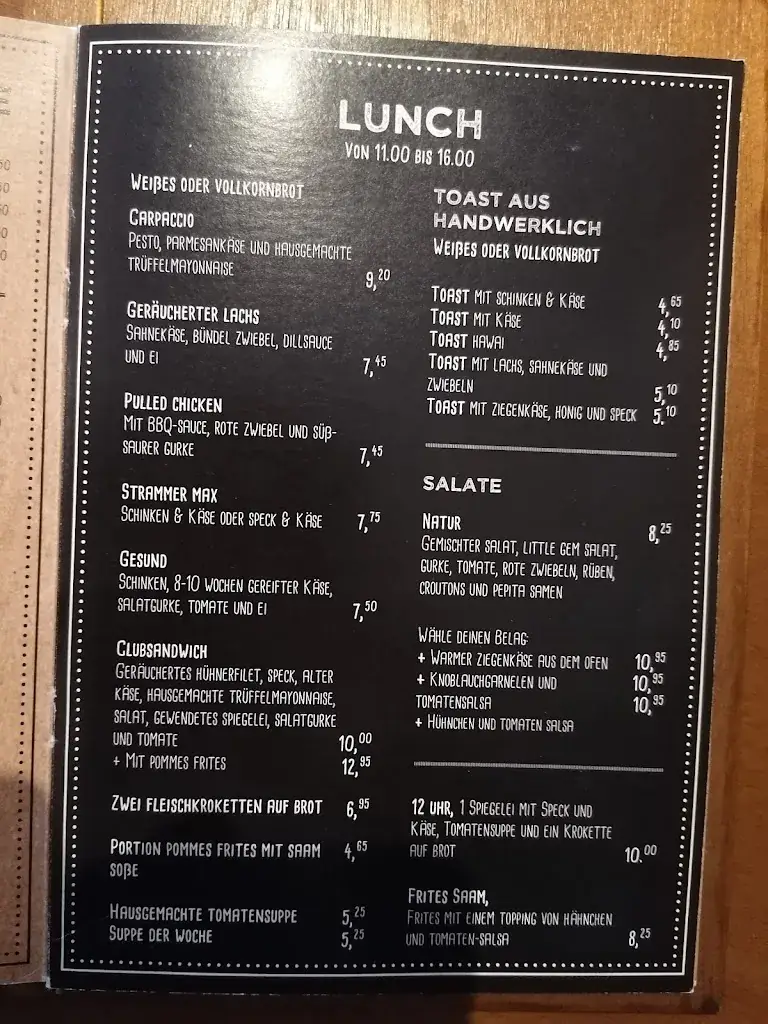 LUNCH
VON 11.00 BIS 16.00
WEIßES ODER VOLLKORNBROT
CARPACCIO
PESTO, PARMESANKÄSE UND HAUSGEMACHTE
TRÜFFELMAYONNAISE 9,20
GERÄUCHERTER LACHS
SAHNEKÄSE, BÜNDEL ZWIEBEL, DILLSAUCE
UND EI 7,45
PULLED CHICKEN
MIT BBQ-SAUCE, ROTE ZWIEBEL UND SÜß-
SAURER GURKE 7,45
STRAMMER MAX
SCHINKEN & KÄSE ODER SPECK & KÄSE 7,75
GESUND
SCHINKEN, 8-10 WOCHEN GEREIFTER KÄSE,
SALATGURKE, TOMATE UND EI 7,50
CLUBSANDWICH
GERÄUCHERTES HÜHNERFILET, SPECK, ALTER
KÄSE, HAUSGEMACHTE TRÜFFELMAYONNAISE,
SALAT, GEWENDETES SPIEGELEI, SALATGURKE
UND TOMATE 10,00
+ MIT POMMES FRITES 12,95
ZWEI FLEISCHKROKETTEN AUF BROT 6,95
PORTION POMMES FRITES MIT SAAM 4,65
SOßE
HAUSGEMACHTE TOMATENSUPPE 5,25
SUPPE DER WOCHE 5,25
TOAST AUS
HANDWERKLICH
WEIßES ODER VOLLKORNBROT
TOAST MIT SCHINKEN & KÄSE 4,65
TOAST MIT KÄSE 4,10
TOAST HAWAI 4,85
TOAST MIT LACHS, SAHNEKÄSE UND
ZWIEBELN 5,10
TOAST MIT ZIEGENKÄSE, HONIG UND SPECK 5.10
SALATE
NATUR 8,25
GEMISCHTER SALAT, LITTLE GEM SALAT,
GURKE, TOMATE, ROTE ZWIEBELN, RÜBEN,
CROUTONS UND PEPITA SAMEN
WÄHLE DEINEN BELAG:
+ WARMER ZIEGENKÄSE AUS DEM OFEN 10,95
+ KNOBLAUCHGARNELEN UND 10,95
TOMATENSALSA 10,95
+ HÜHNCHEN UND TOMATEN SALSA
12 UHR, 1 SPIEGELEI MIT SPECK UND
KÄSE, TOMATENSUPPE UND EIN KROKETTE
AUF BROT 10.00
FRITES SAAM,
FRITES MIT EINEM TOPPING VON HÄHNCHEN
UND TOMATEN-SALSA 8,25